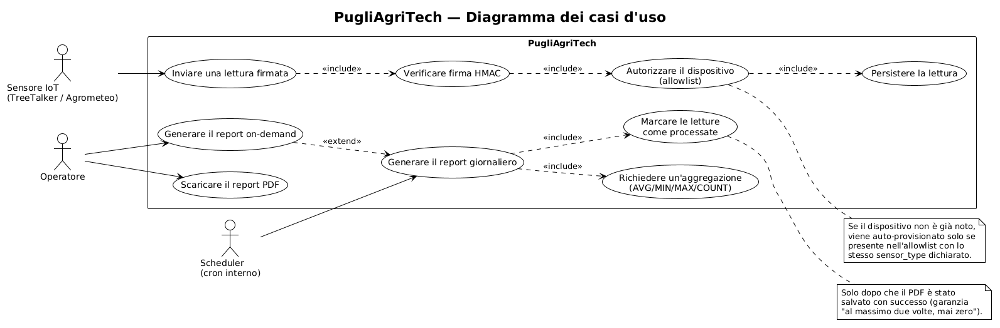 PugliAgriTech — Diagramma dei casi d'uso
PugliAgriTech
Sensore IoT
(TreeTalker / Agrometeo)
Inviare una lettura firmata
«include»
Verificare firma HMAC
«include»
Autorizzare il dispositivo
(allowlist)
«include»
Persistere la lettura
Operatore
Generare il report on-demand
«extend»
Scaricare il report PDF
Generare il report giornaliero
«include»
Marcare le letture
come processate
«include»
Richiedere un'aggregazione
(AVG/MIN/MAX/COUNT)
Scheduler
(cron interno)
Se il dispositivo non è già noto,
viene auto-provisionato solo se
presente nell'allowlist con lo
stesso sensor_type dichiarato.
Solo dopo che il PDF è stato
salvato con successo (garanzia
"al massimo due volte, mai zero").